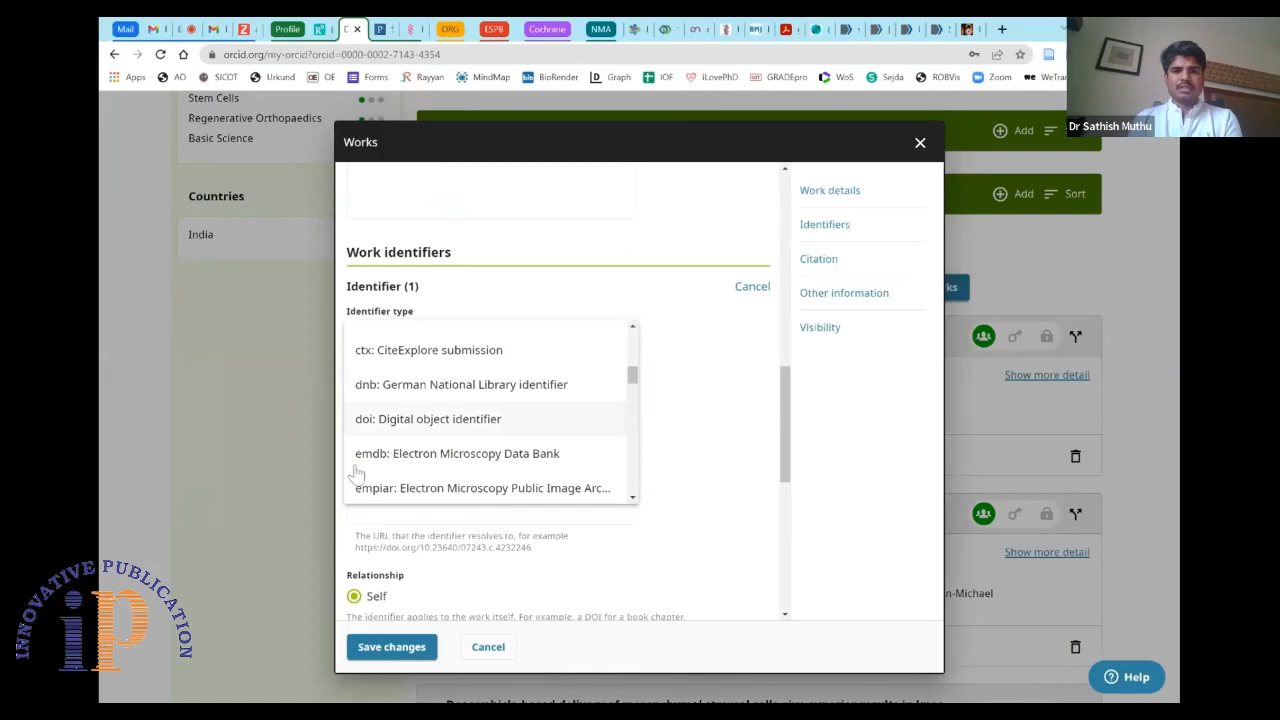 Mail
Profile
ORG
ESPB
Cochrane
NMA
orcid.org/my-orcid?orcid=0000-0002-7143-4354
Apps AO SICOT Urkund OE Forms Rayyan MindMap BioRender Graph IOF iLovePhD GRADEpro WoS Sejda ROBVis Zoom WeTra
Dr Sathish Muthu
Stem Cells
Regenerative Orthopaedics
Basic Science
Countries
India
Add
Add Sort
Works
Work details
Identifiers
Citation
Other information
Visibility
Work identifiers
Identifier (1) Cancel
Identifier type
ctx: CiteExplore submission
dnb: German National Library identifier
doi: Digital object identifier
emdb: Electron Microscopy Data Bank
empiar: Electron Microscopy Public Image Arc...
The URL that the identifier resolves to, for example
https://doi.org/10.23640/07243.c.4232246
Relationship
Self
The identifier applies to the work itself. For example, a DOI for a book chapter.
Save changes Cancel
ks
Show more detail
Show more detail
n-Michael
Help
INNOVATIVE PUBLICATION
ip